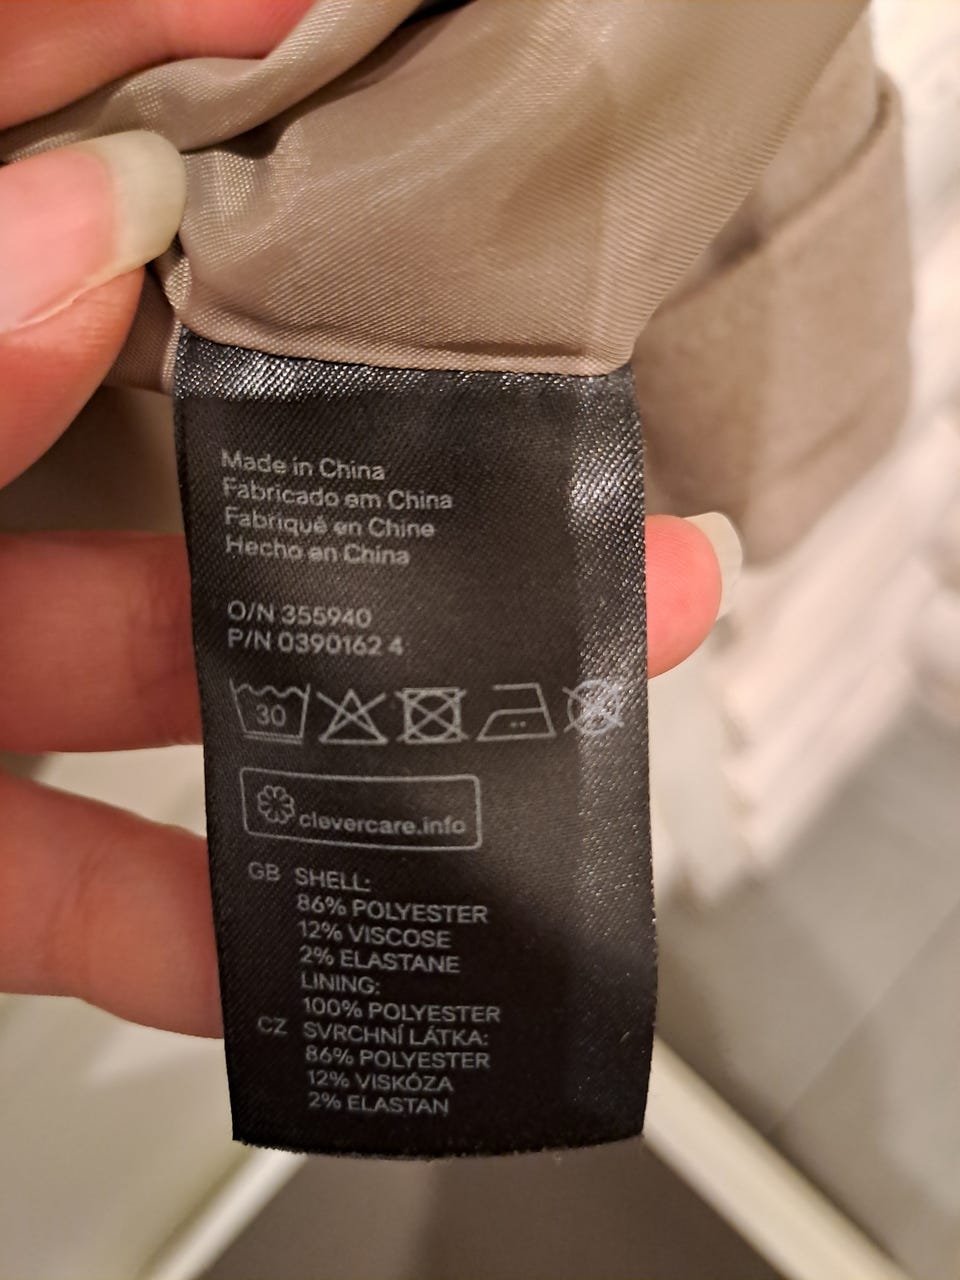 Made in China
Fabricado em China
Fabriqué en Chine
Hecho en China
O/N 355940
P/N 0390162 4
30
clevercare.info
GB SHELL:
86% POLYESTER
12% VISCOSE
2% ELASTANE
LINING:
100% POLYESTER
CZ SVRCHNÍ LÁTKA:
86% POLYESTER
12% VISKÓZA
2% ELASTAN